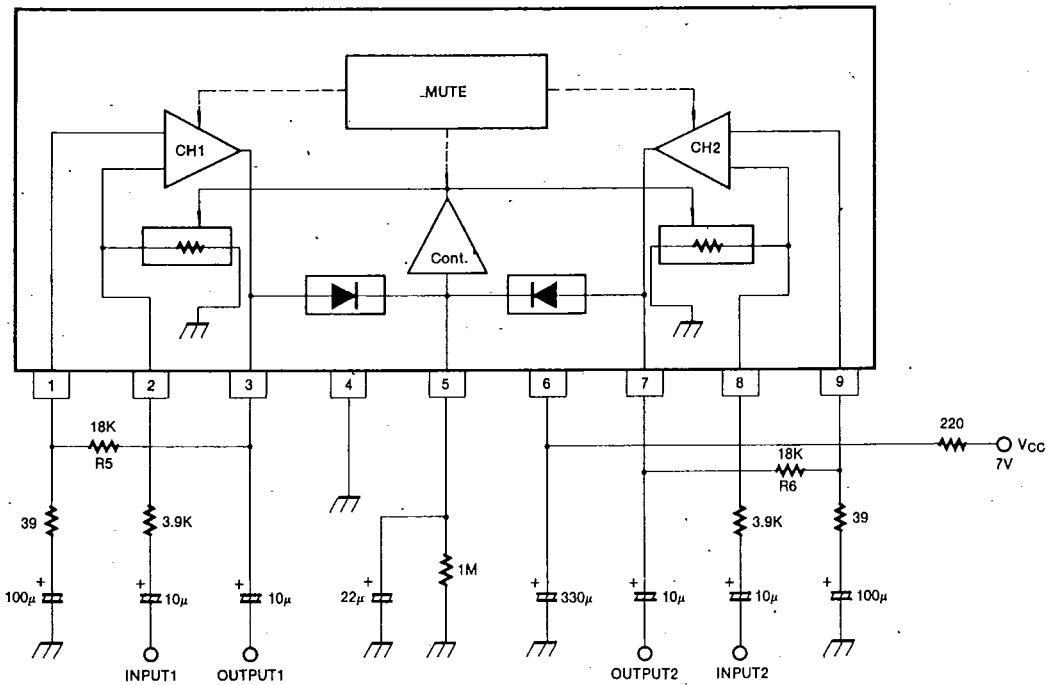 MUTE
CH1
CH2
Cont.
1
2
3
4
5
6
7
8
9
18K
R5
220
VCC
7V
18K
R6
39
3.9K
3.9K
39
1M
+
100μ
+
10μ
+
10μ
+
22μ
+
330μ
+
10μ
+
10μ
+
100μ
INPUT1
OUTPUT1
OUTPUT2
INPUT2